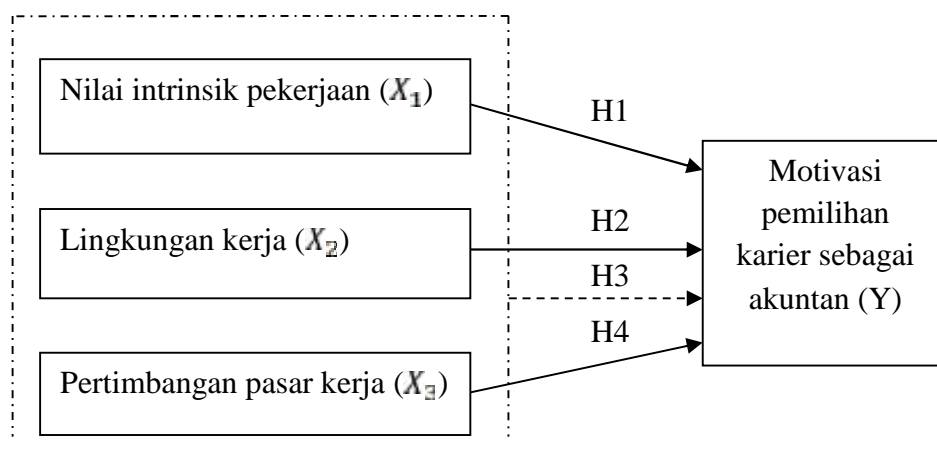 Nilai intrinsik pekerjaan (X₁)
H1
Motivasi
pemilihan
karier sebagai
akuntan (Y)
Lingkungan kerja (X₂)
H2
H3
H4
Pertimbangan pasar kerja (X₃)